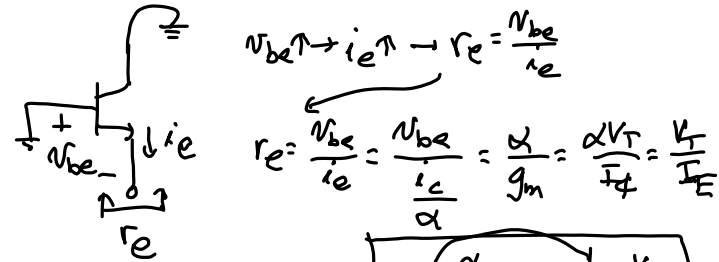 v_be↑ → i_e↑ → r_e = v_be / i_e
+
v_be
-
↓ i_e
r_e
r_e = v_be / i_e = v_be / (i_c / α) = α / g_m = αV_T / I_C = V_T / I_E